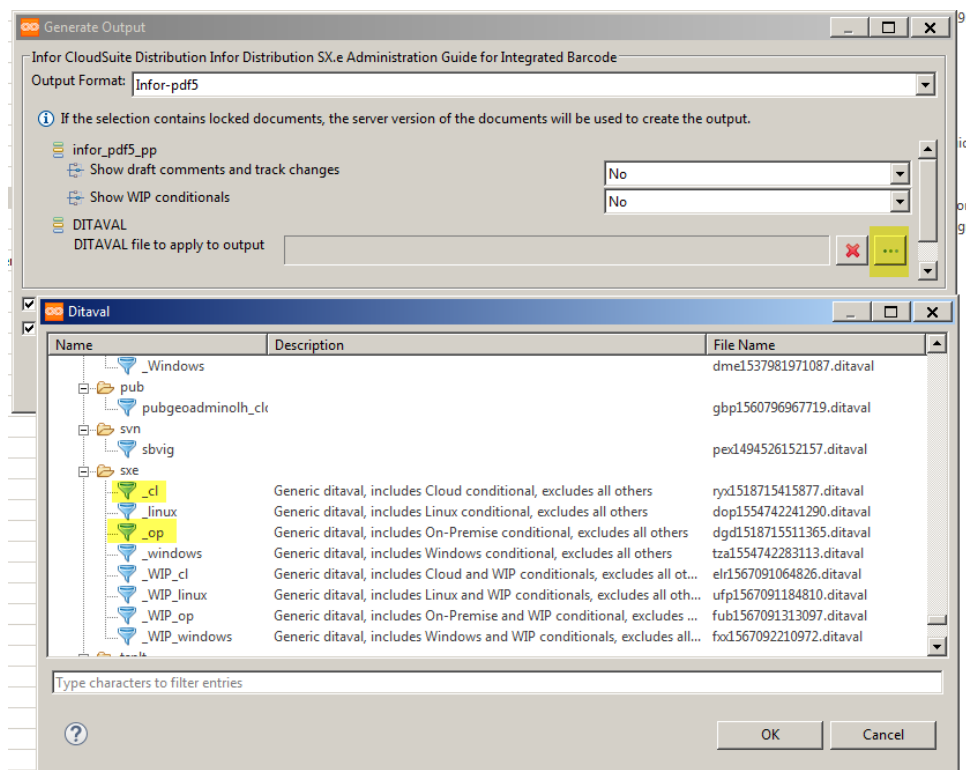 Generate Output
Infor CloudSuite Distribution Infor Distribution SX.e Administration Guide for Integrated Barcode
Output Format: Infor-pdf5
If the selection contains locked documents, the server version of the documents will be used to create the output.
infor_pdf5_pp
Show draft comments and track changes No
Show WIP conditionals No
DITAVAL
DITAVAL file to apply to output ...
Ditaval
Name Description File Name
_Windows dme1537981971087.ditaval
pub
pubgeoadminolh_clo gbp1560796967719.ditaval
svn
sbvig pex1494526152157.ditaval
sxe
_cl Generic ditaval, includes Cloud conditional, excludes all others ryx1518715415877.ditaval
_linux Generic ditaval, includes Linux conditional, excludes all others dop1554742241290.ditaval
_op Generic ditaval, includes On-Premise conditional, excludes all others dgd1518715511365.ditaval
_windows Generic ditaval, includes Windows conditional, excludes all others tza1554742283113.ditaval
_WIP_cl Generic ditaval, includes Cloud and WIP conditionals, excludes all ot... elr1567091064826.ditaval
_WIP_linux Generic ditaval, includes Linux and WIP conditionals, excludes all oth... ufp1567091184810.ditaval
_WIP_op Generic ditaval, includes On-Premise and WIP conditional, excludes ... fub1567091313097.ditaval
_WIP_windows Generic ditaval, includes Windows and WIP conditionals, excludes all... fxx1567092210972.ditaval
Type characters to filter entries
? OK Cancel